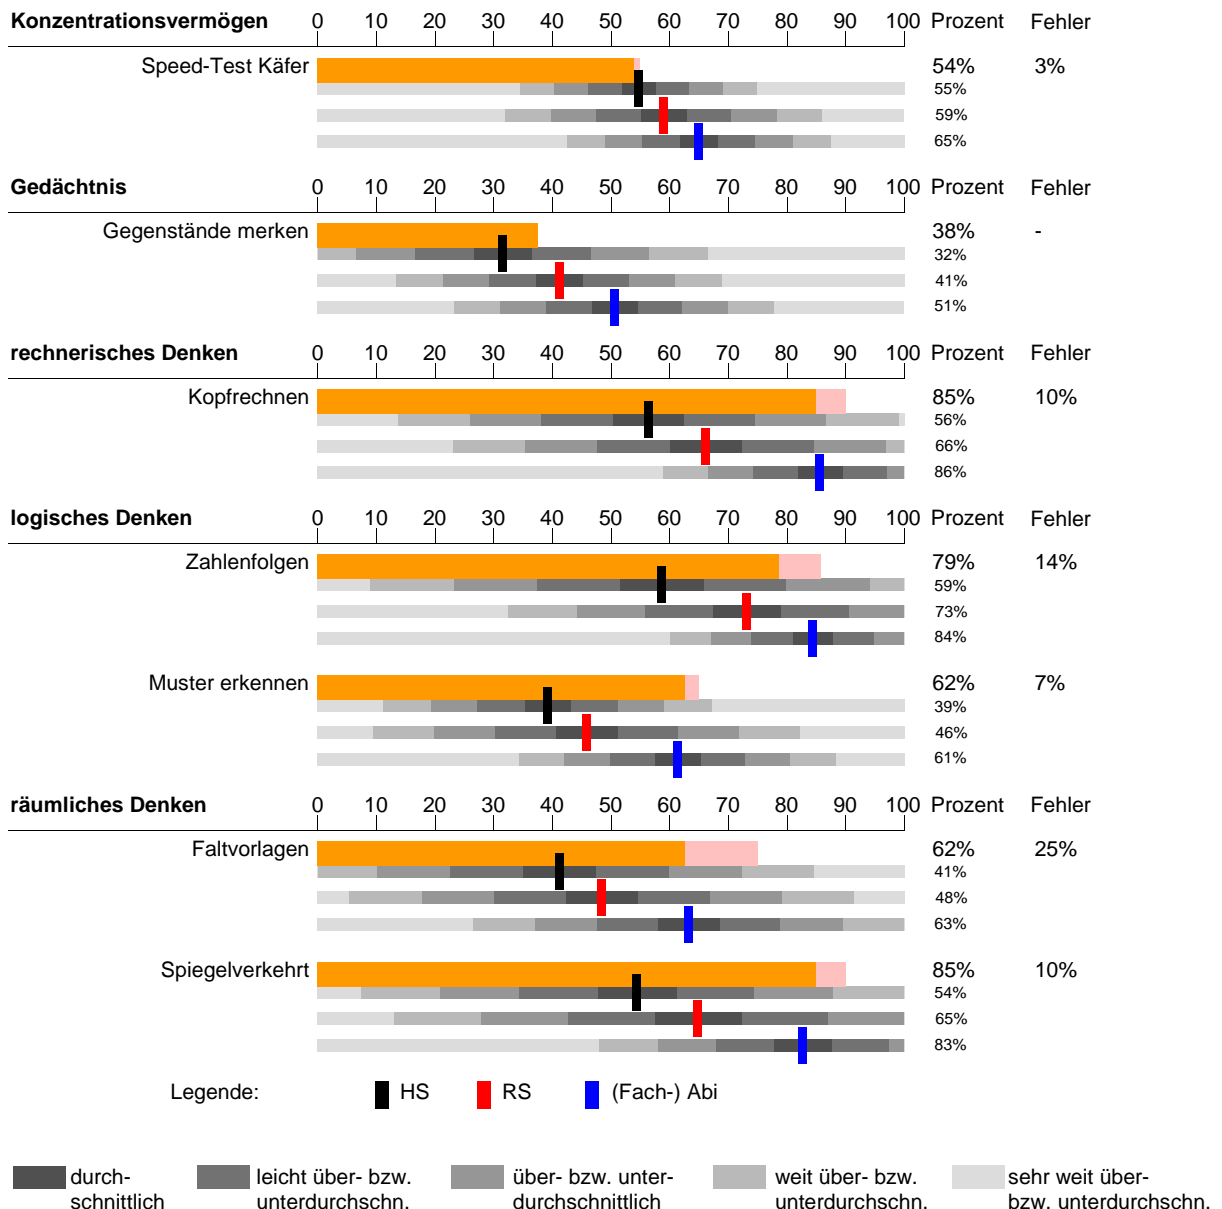 Konzentrationsvermögen 0 10 20 30 40 50 60 70 80 90 100 Prozent Fehler
Speed-Test Käfer 54% 3%
55%
59%
65%
Gedächtnis 0 10 20 30 40 50 60 70 80 90 100 Prozent Fehler
Gegenstände merken 38% -
32%
41%
51%
rechnerisches Denken 0 10 20 30 40 50 60 70 80 90 100 Prozent Fehler
Kopfrechnen 85% 10%
56%
66%
86%
logisches Denken 0 10 20 30 40 50 60 70 80 90 100 Prozent Fehler
Zahlenfolgen 79% 14%
59%
73%
84%
Muster erkennen 62% 7%
39%
46%
61%
räumliches Denken 0 10 20 30 40 50 60 70 80 90 100 Prozent Fehler
Faltvorlagen 62% 25%
41%
48%
63%
Spiegelverkehrt 85% 10%
54%
65%
83%
Legende: HS RS (Fach-) Abi
durch-
schnittlich
leicht über- bzw.
unterdurchschn.
über- bzw. unter-
durchschnittlich
weit über- bzw.
unterdurchschn.
sehr weit über-
bzw. unterdurchschn.